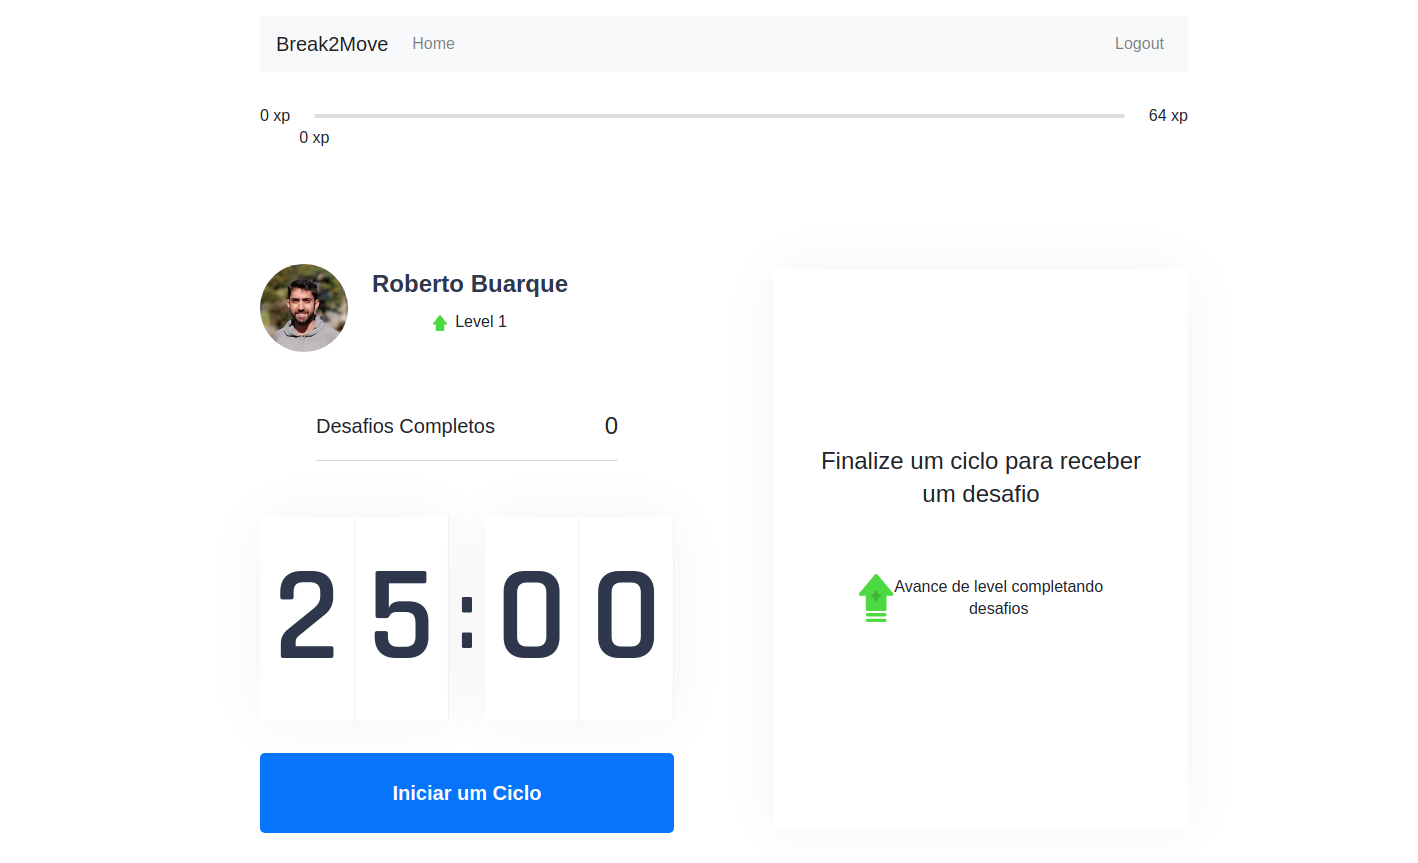 Break2Move Home Logout
0 xp 64 xp
0 xp
Roberto Buarque
Level 1
Desafios Completos 0
25:00
Iniciar um Ciclo
Finalize um ciclo para receber
um desafio
Avance de level completando
desafios